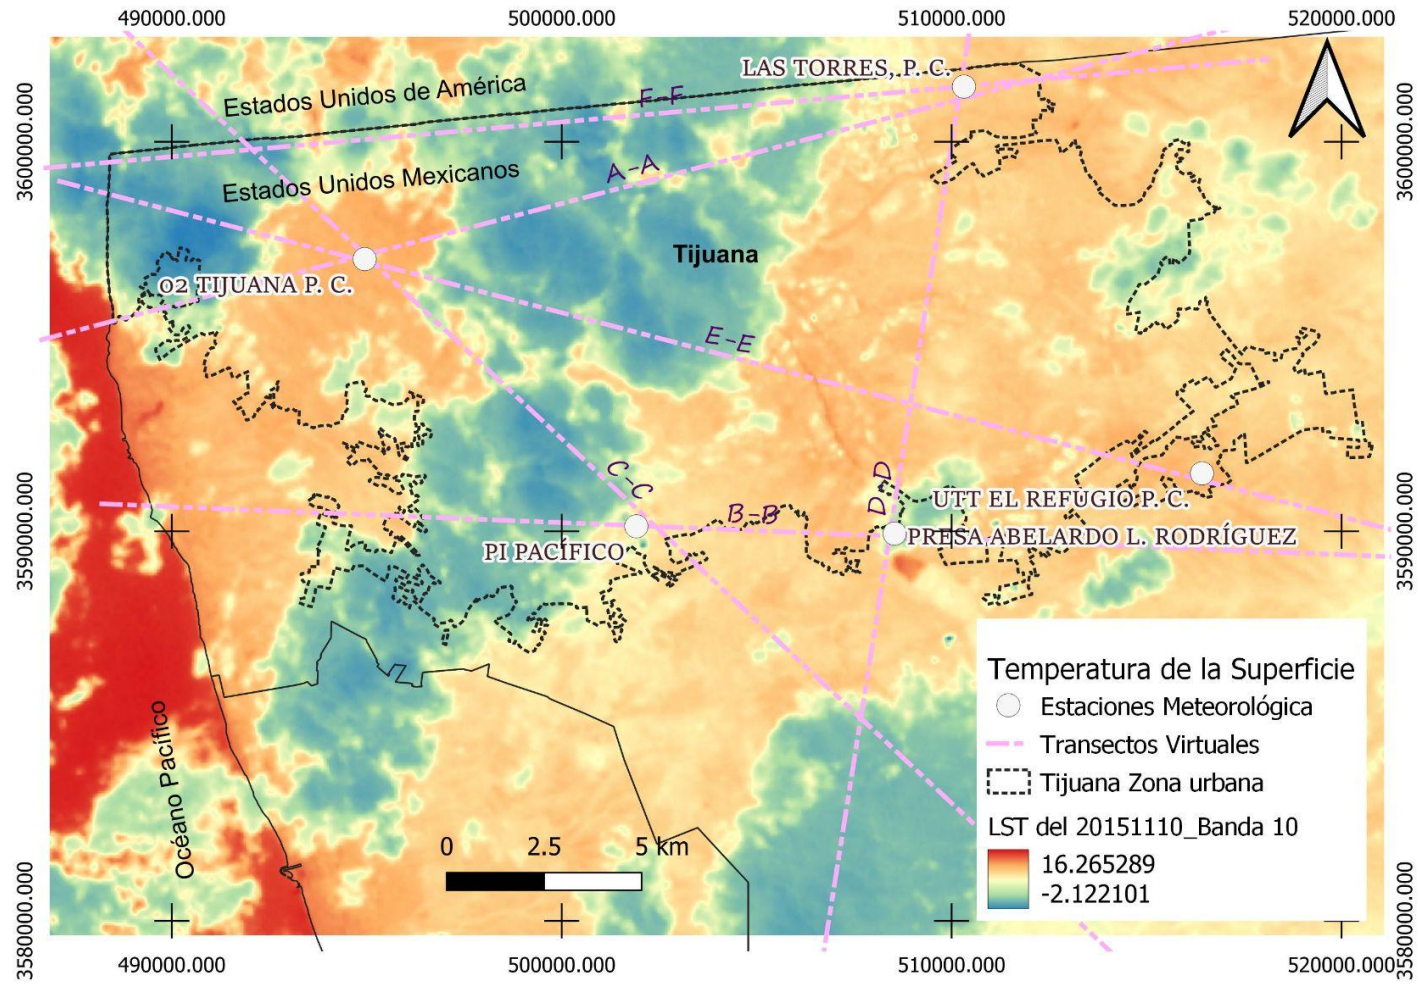 490000.000
500000.000
510000.000
520000.000
3600000.000
3600000.000
LAS TORRES, P. C.
Estados Unidos de América
F-F
Estados Unidos Mexicanos
A-A
Tijuana
02 TIJUANA P. C.
E-E
C-C
D-D
B-B
UTT EL REFUGIO P. C.
PI PACÍFICO
PRESA ABELARDO L. RODRÍGUEZ
3590000.000
3590000.000
Océano Pacífico
0
2.5
5 km
Temperatura de la Superficie
Estaciones Meteorológica
Transectos Virtuales
Tijuana Zona urbana
LST del 20151110_Banda 10
16.265289
-2.122101
3580000.000
3580000.000
490000.000
500000.000
510000.000
520000.000